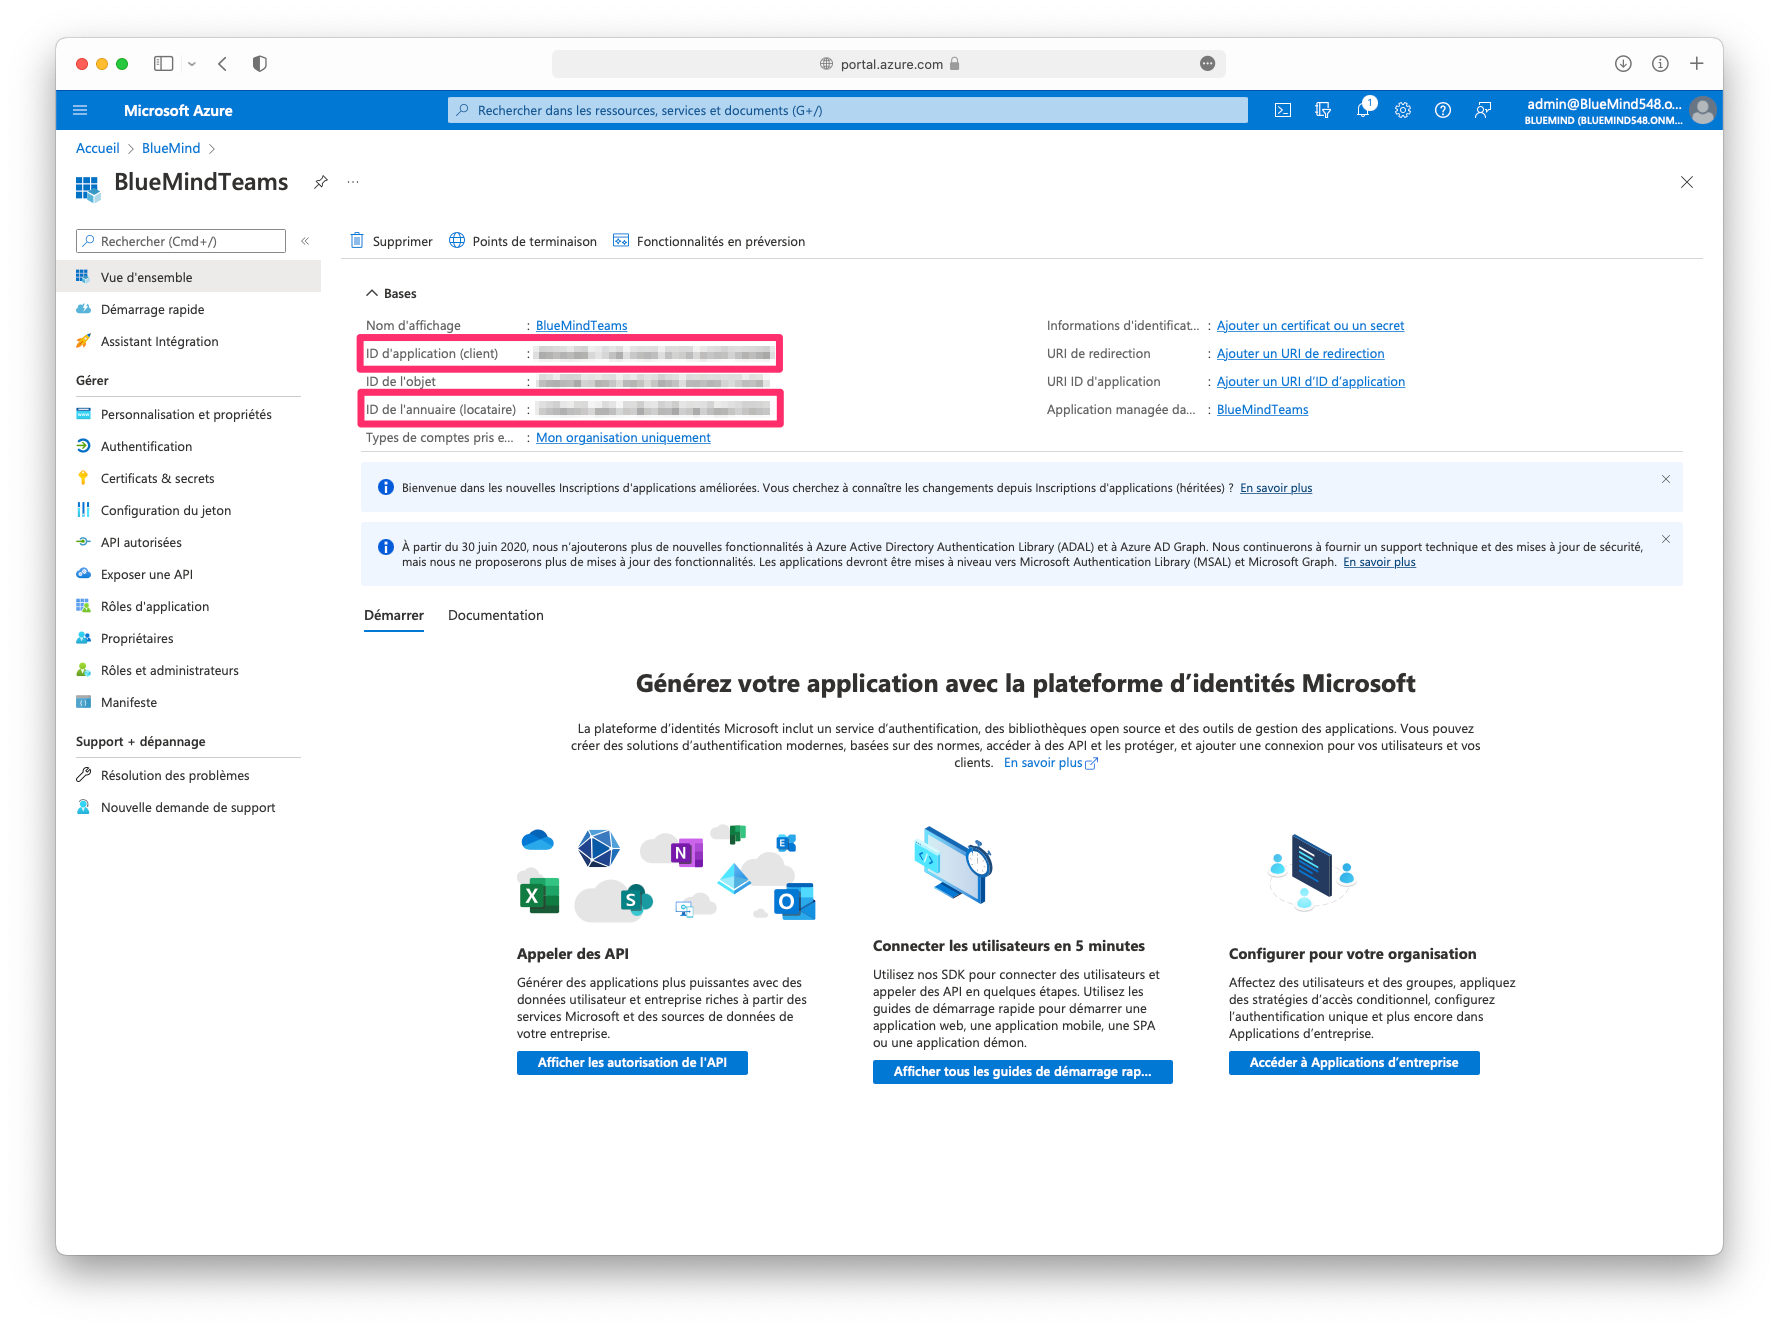 portal.azure.com
Microsoft Azure
Rechercher dans les ressources, services et documents (G+/)
1
admin@BlueMind548.o...
BLUEMIND (BLUEMIND548.ONM...
Accueil > BlueMind >
BlueMindTeams
...
Rechercher (Cmd+/)
«
Vue d'ensemble
Démarrage rapide
Assistant Intégration
Gérer
Personnalisation et propriétés
Authentification
Certificats & secrets
Configuration du jeton
API autorisées
Exposer une API
Rôles d'application
Propriétaires
Rôles et administrateurs
Manifeste
Support + dépannage
Résolution des problèmes
Nouvelle demande de support
Supprimer
Points de terminaison
Fonctionnalités en préversion
Bases
Nom d'affichage : BlueMindTeams
ID d'application (client) :
ID de l'objet :
ID de l'annuaire (locataire) :
Types de comptes pris e... : Mon organisation uniquement
Informations d'identificat... : Ajouter un certificat ou un secret
URI de redirection : Ajouter un URI de redirection
URI ID d'application : Ajouter un URI d’ID d’application
Application managée da... : BlueMindTeams
Bienvenue dans les nouvelles Inscriptions d'applications améliorées. Vous cherchez à connaître les changements depuis Inscriptions d'applications (héritées) ? En savoir plus
À partir du 30 juin 2020, nous n’ajouterons plus de nouvelles fonctionnalités à Azure Active Directory Authentication Library (ADAL) et à Azure AD Graph. Nous continuerons à fournir un support technique et des mises à jour de sécurité,
mais nous ne proposerons plus de mises à jour des fonctionnalités. Les applications devront être mises à niveau vers Microsoft Authentication Library (MSAL) et Microsoft Graph. En savoir plus
Démarrer
Documentation
Générez votre application avec la plateforme d’identités Microsoft
La plateforme d’identités Microsoft inclut un service d’authentification, des bibliothèques open source et des outils de gestion des applications. Vous pouvez
créer des solutions d’authentification modernes, basées sur des normes, accéder à des API et les protéger, et ajouter une connexion pour vos utilisateurs et vos
clients. En savoir plus
N
E
X
S
O
Appeler des API
Générer des applications plus puissantes avec des
données utilisateur et entreprise riches à partir des
services Microsoft et des sources de données de
votre entreprise.
Afficher les autorisation de l'API
Connecter les utilisateurs en 5 minutes
Utilisez nos SDK pour connecter des utilisateurs et
appeler des API en quelques étapes. Utilisez les
guides de démarrage rapide pour démarrer une
application web, une application mobile, une SPA
ou une application démon.
Afficher tous les guides de démarrage rap...
Configurer pour votre organisation
Affectez des utilisateurs et des groupes, appliquez
des stratégies d’accès conditionnel, configurez
l’authentification unique et plus encore dans
Applications d’entreprise.
Accéder à Applications d’entreprise